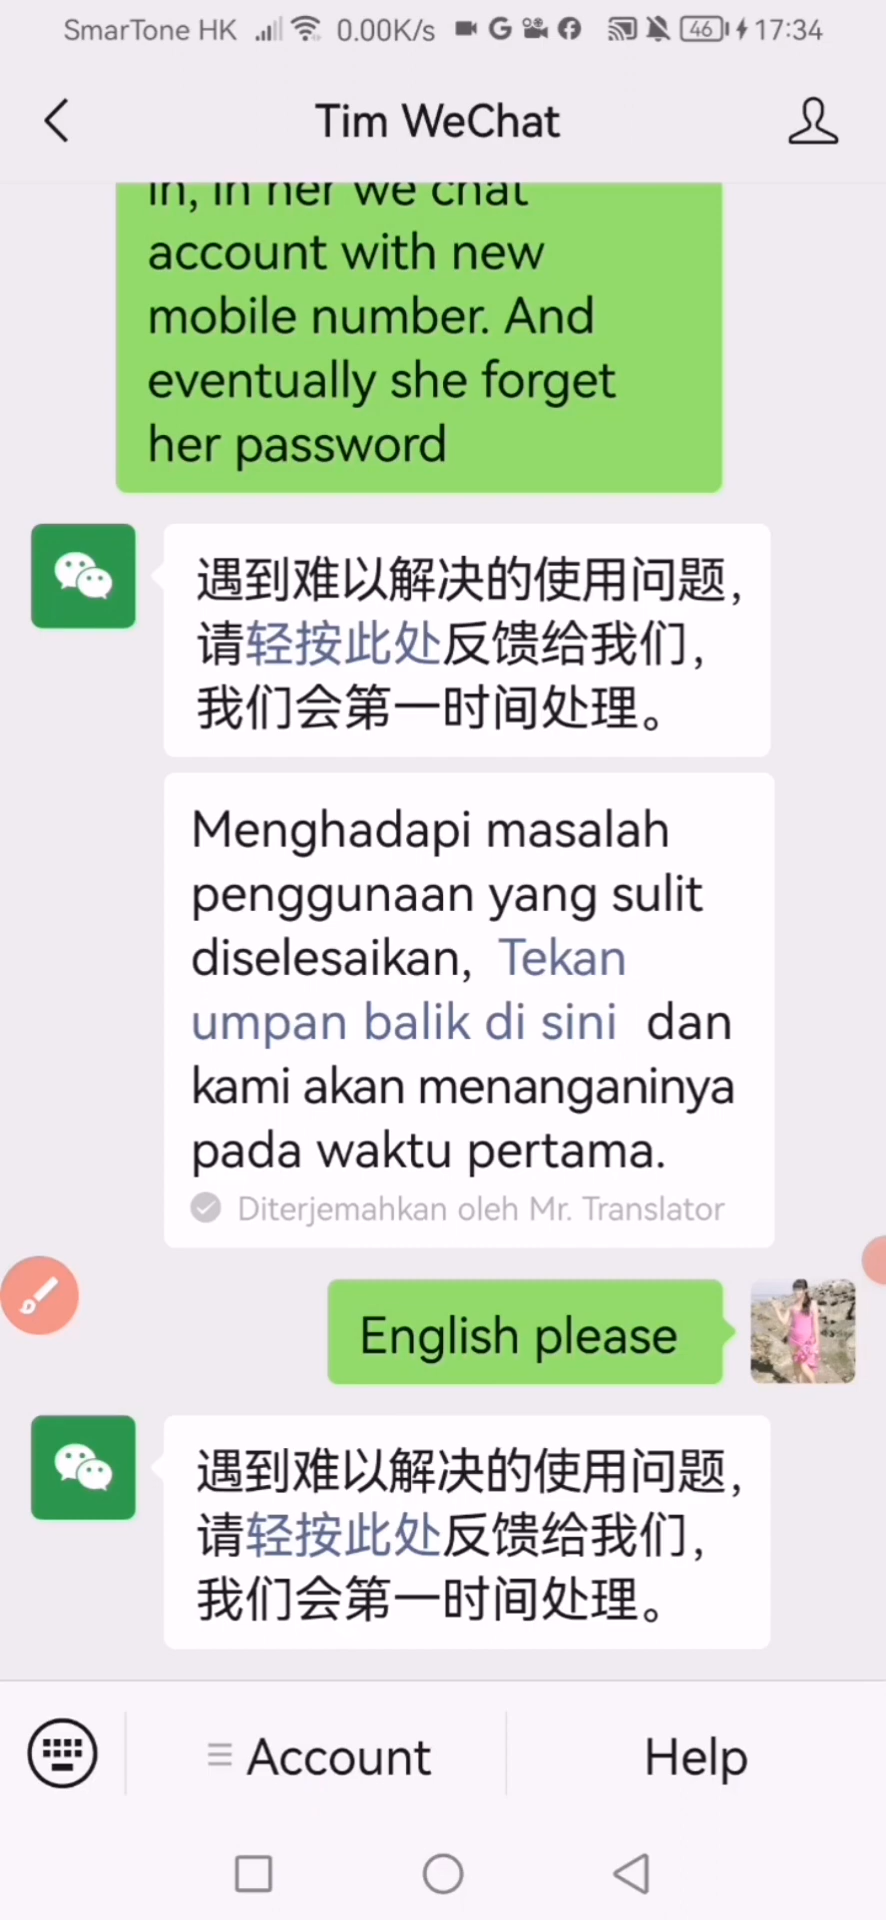 SmarTone HK 0.00K/s 46 17:34
Tim WeChat
in, in her we chat
account with new
mobile number. And
eventually she forget
her password
遇到难以解决的使用问题，
请轻按此处反馈给我们，
我们会第一时间处理。
Menghadapi masalah
penggunaan yang sulit
diselesaikan, Tekan
umpan balik di sini dan
kami akan menanganinya
pada waktu pertama.
Diterjemahkan oleh Mr. Translator
English please
遇到难以解决的使用问题，
请轻按此处反馈给我们，
我们会第一时间处理。
Account
Help